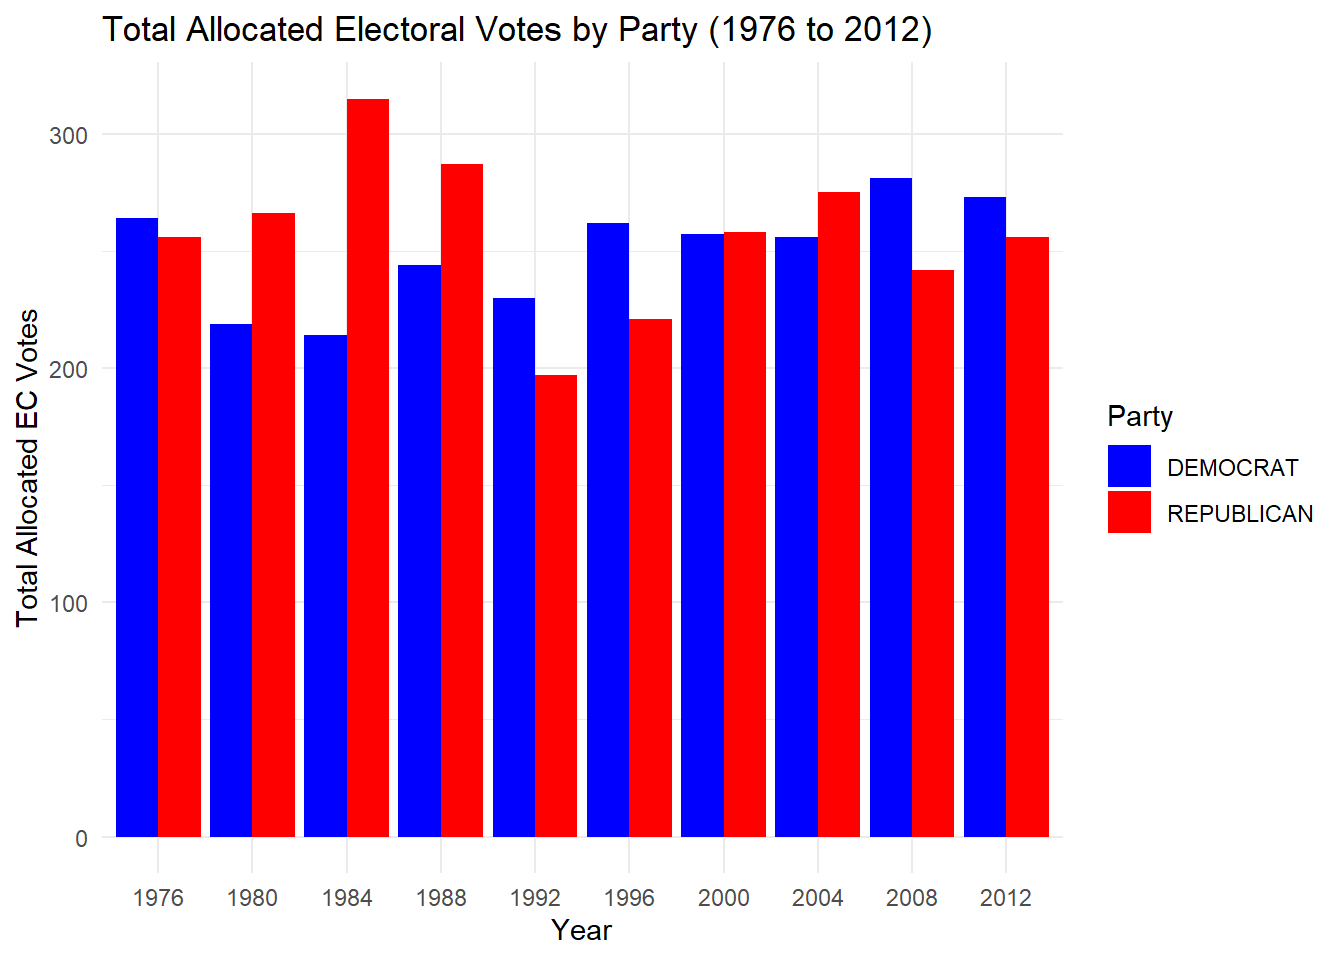 Total Allocated Electoral Votes by Party (1976 to 2012)
Total Allocated EC Votes
300
200
100
0
1976 1980 1984 1988 1992 1996 2000 2004 2008 2012
Year
Party
DEMOCRAT
REPUBLICAN